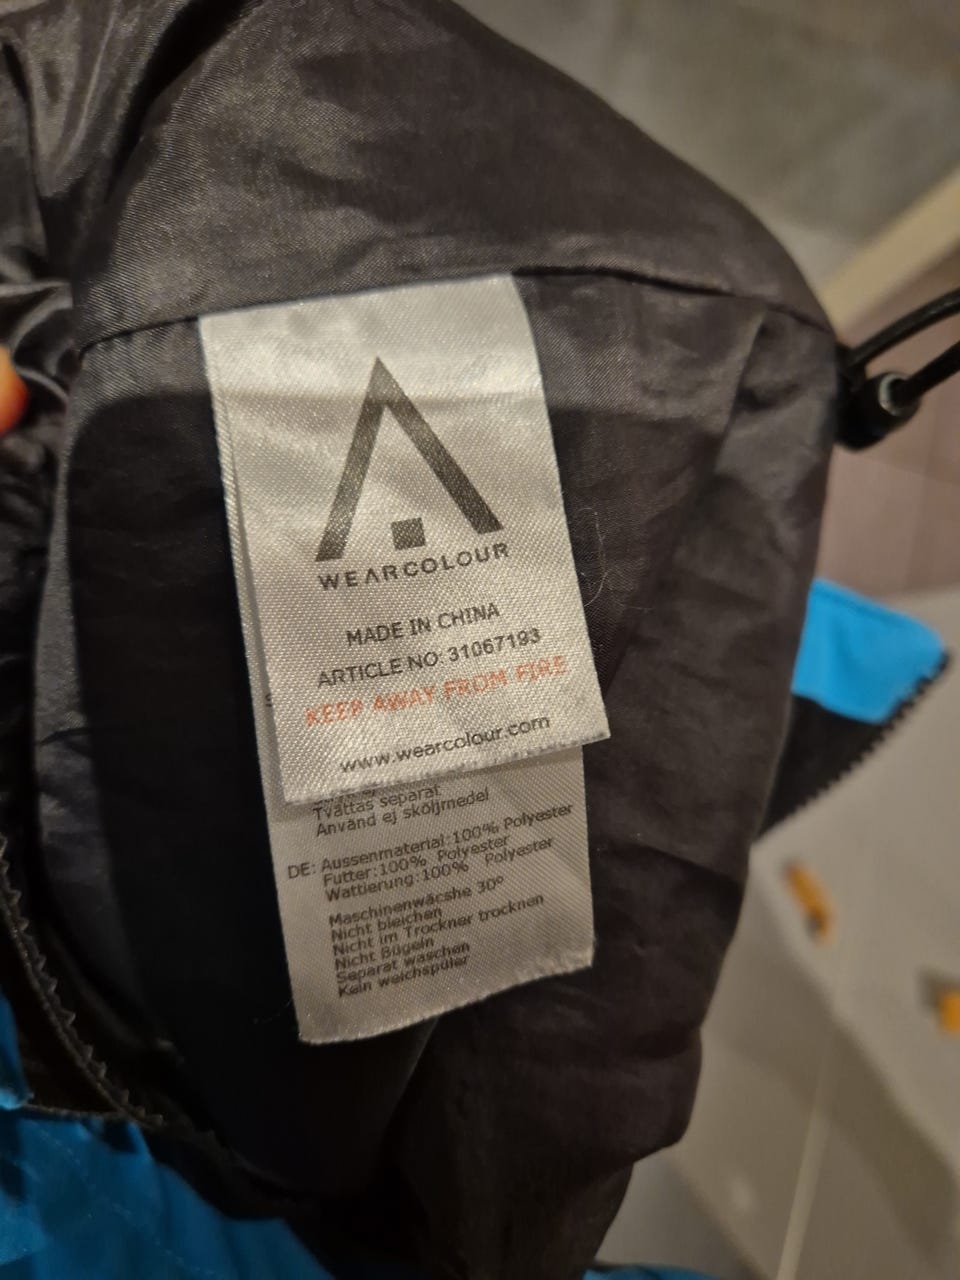 WEARCOLOUR
MADE IN CHINA
ARTICLE NO: 31067193
KEEP AWAY FROM FIRE
www.wearcolour.com
Tvättas separat
Använd ej sköljmedel
DE: Aussenmaterial:100% Polyester
Futter:100% Polyester
Wattierung:100% Polyester
Maschinenwäcshe 30°
Nicht bleichen
Nicht im Trockner trocknen
Nicht Bügeln
Separat waschen
Kein weichspüler